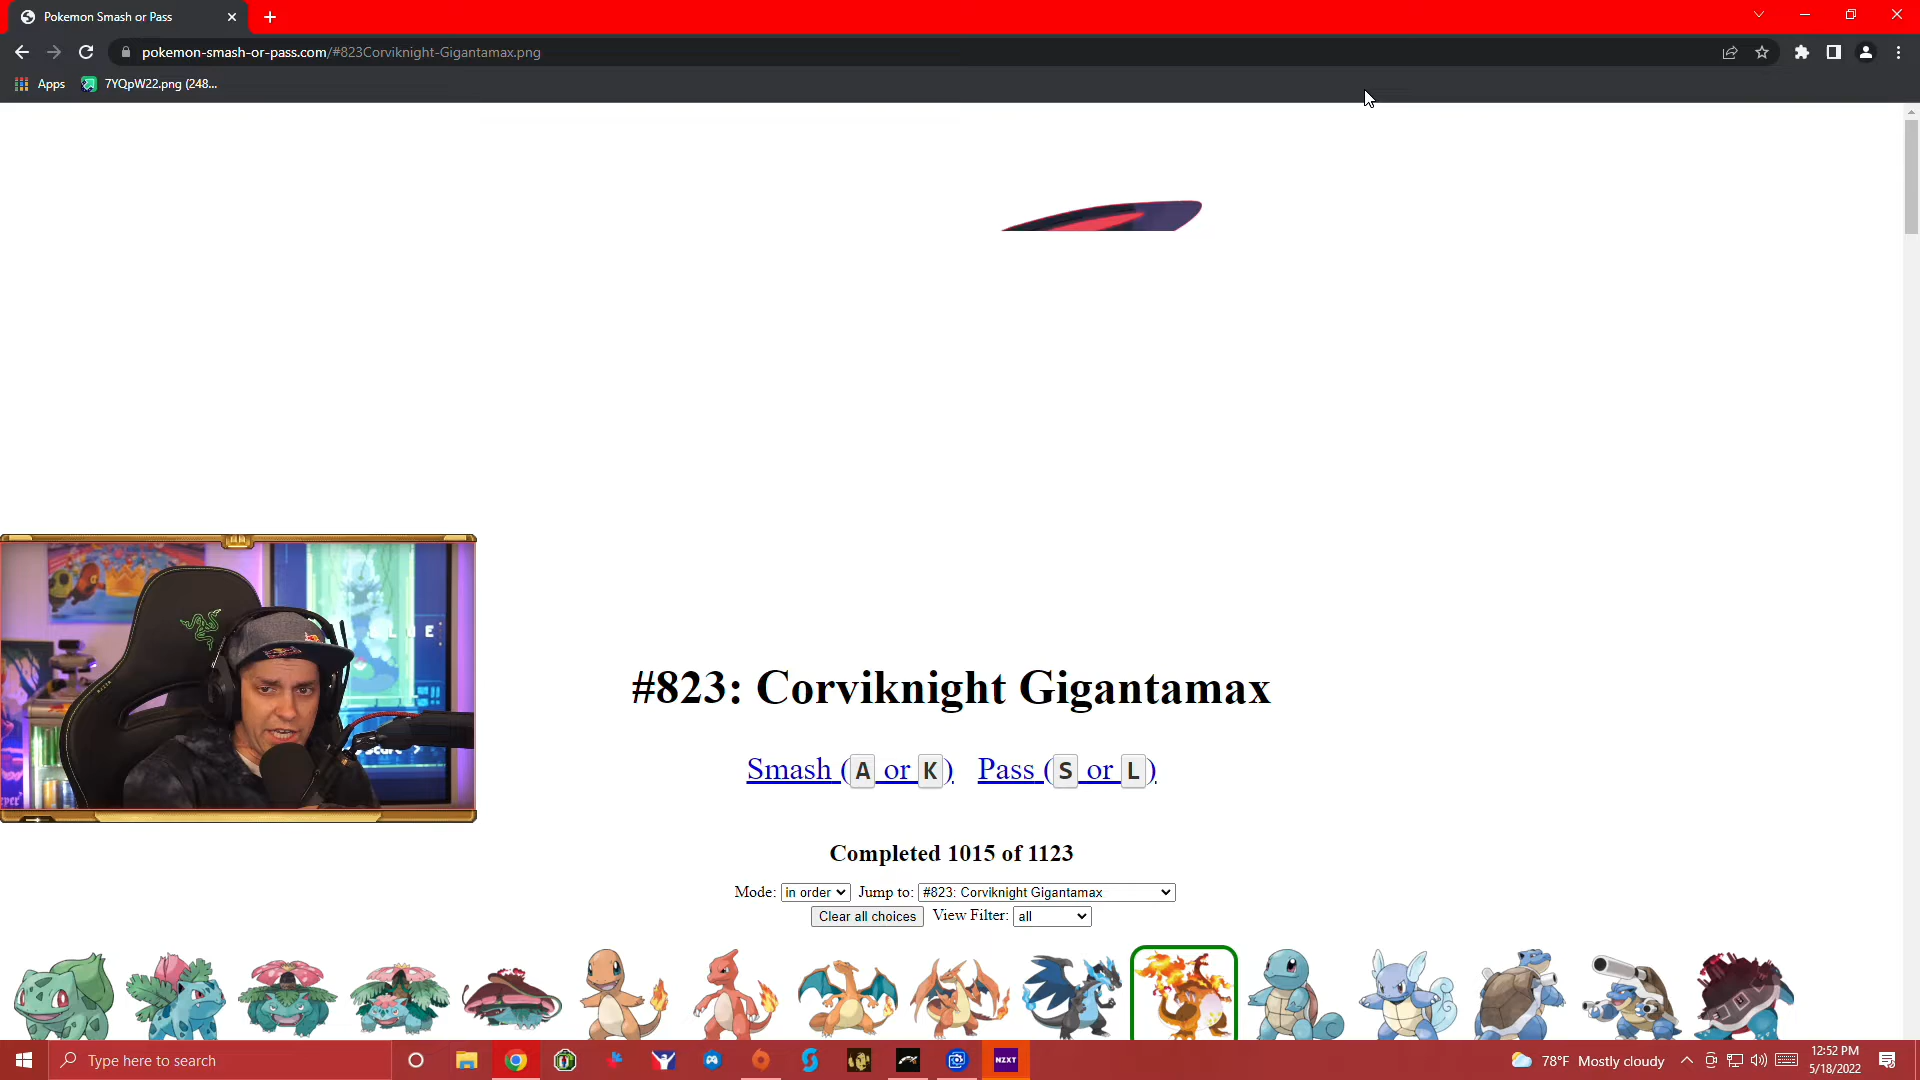 Pokemon Smash or Pass
pokemon-smash-or-pass.com/#823Corviknight-Gigantamax.png
Apps
7YQpW22.png (248...
#823: Corviknight Gigantamax
Smash (A or K) Pass (S or L)
Completed 1015 of 1123
Mode: in order Jump to: #823: Corviknight Gigantamax
Clear all choices View Filter: all
Type here to search
NZXT
78°F Mostly cloudy
12:52 PM
5/18/2022